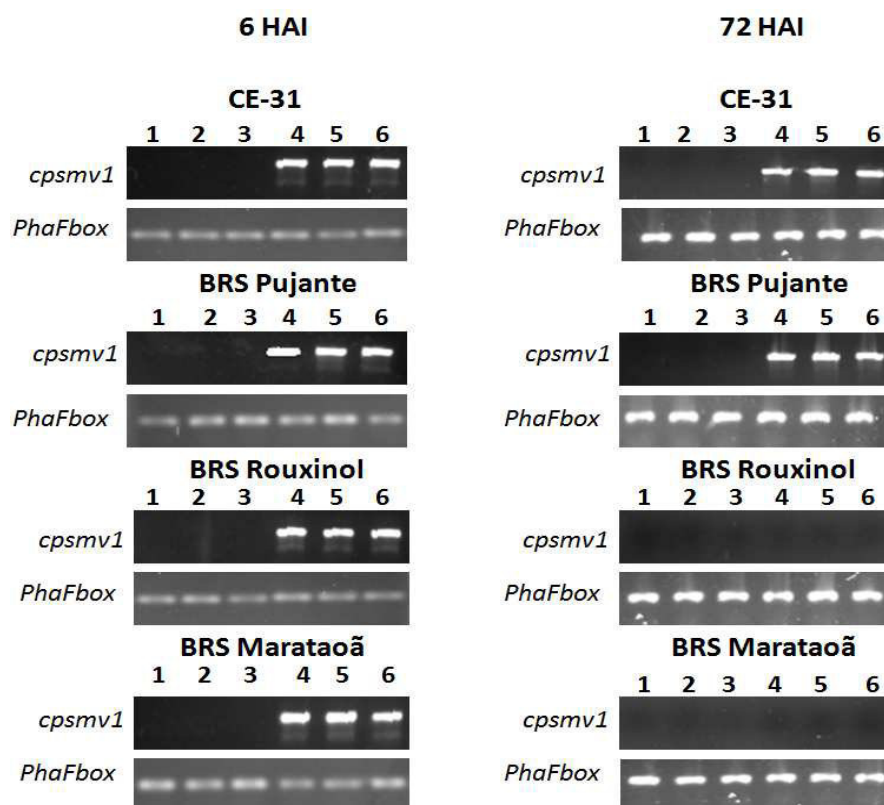 6 HAI
CE-31
1 2 3 4 5 6
cpsmv1
PhaFbox
BRS Pujante
1 2 3 4 5 6
cpsmv1
PhaFbox
BRS Rouxinol
1 2 3 4 5 6
cpsmv1
PhaFbox
BRS Marataoã
1 2 3 4 5 6
cpsmv1
PhaFbox
72 HAI
CE-31
1 2 3 4 5 6
cpsmv1
PhaFbox
BRS Pujante
1 2 3 4 5 6
cpsmv1
PhaFbox
BRS Rouxinol
1 2 3 4 5 6
cpsmv1
PhaFbox
BRS Marataoã
1 2 3 4 5 6
cpsmv1
PhaFbox